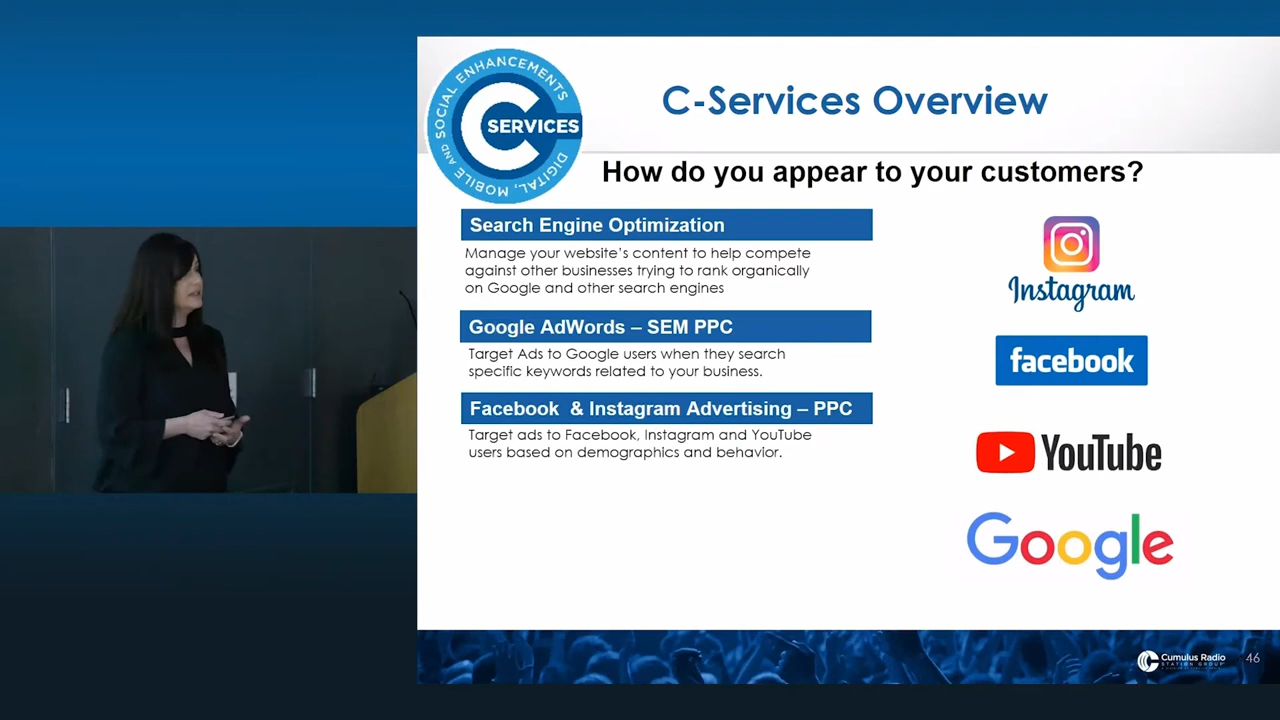 SOCIAL ENHANCEMENTS
DIGITAL, MOBILE AND
C SERVICES
C-Services Overview
How do you appear to your customers?
Search Engine Optimization
Manage your website's content to help compete
against other businesses trying to rank organically
on Google and other search engines
Google AdWords – SEM PPC
Target Ads to Google users when they search
specific keywords related to your business.
Facebook & Instagram Advertising – PPC
Target ads to Facebook, Instagram and YouTube
users based on demographics and behavior.
Instagram
facebook
YouTube
Google
Cumulus Radio
STATION GROUP
46